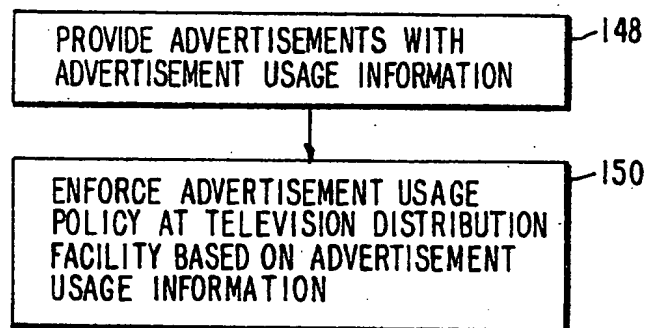 PROVIDE ADVERTISEMENTS WITH
ADVERTISEMENT USAGE INFORMATION
148
ENFORCE ADVERTISEMENT USAGE
POLICY AT TELEVISION DISTRIBUTION
FACILITY BASED ON ADVERTISEMENT
USAGE INFORMATION
150